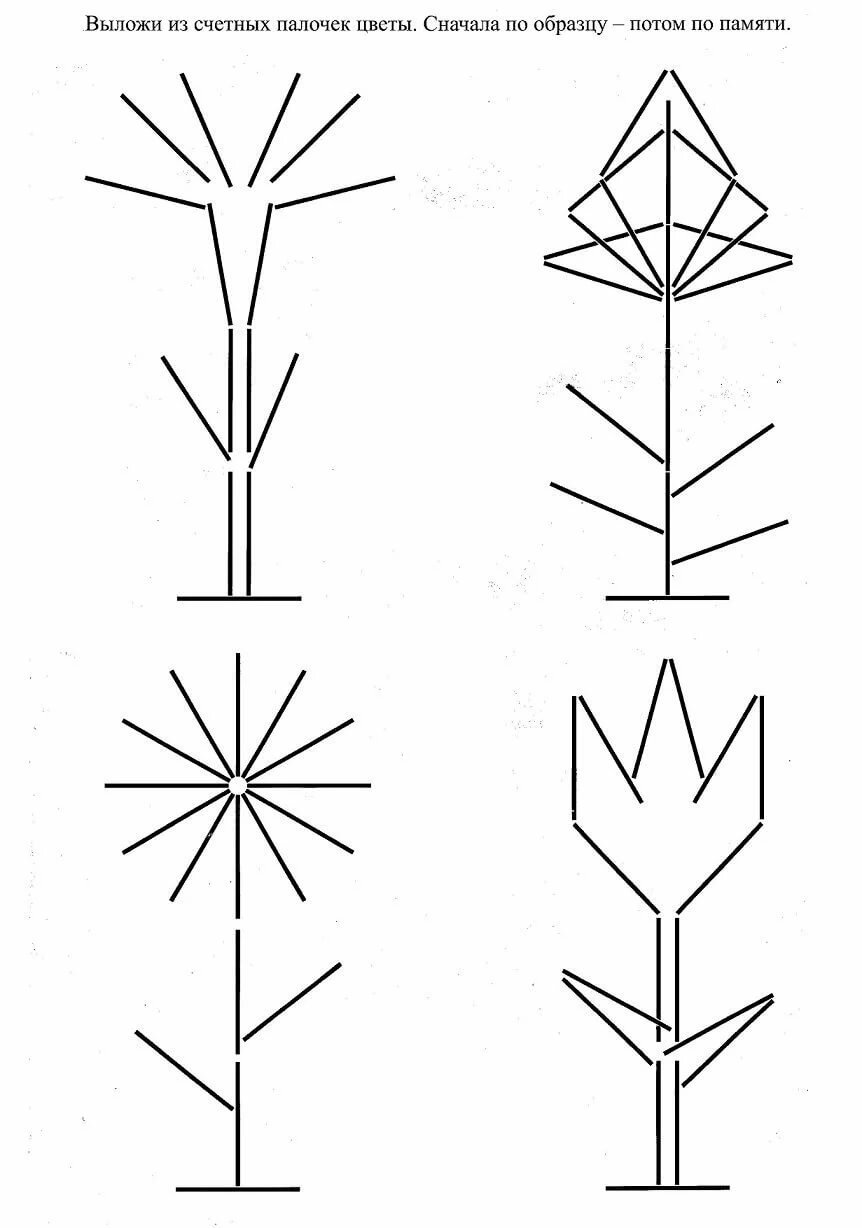 Выложи из счетных палочек цветы. Сначала по образцу – потом по памяти.